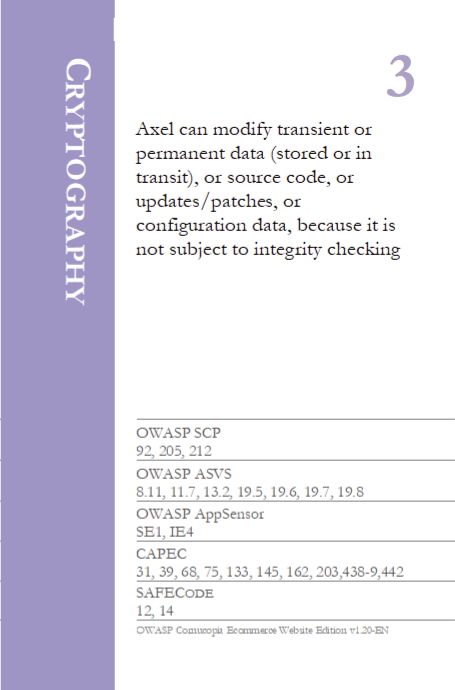 CRYPTOGRAPHY
3
Axel can modify transient or
permanent data (stored or in
transit), or source code, or
updates/patches, or
configuration data, because it is
not subject to integrity checking
OWASP SCP
92, 205, 212
OWASP ASVS
8.11, 11.7, 13.2, 19.5, 19.6, 19.7, 19.8
OWASP AppSensor
SE1, IE4
CAPEC
31, 39, 68, 75, 133, 145, 162, 203,438-9,442
SAFECODE
12, 14
OWASP Cornucopia Ecommerce Website Edition v1.20-EN